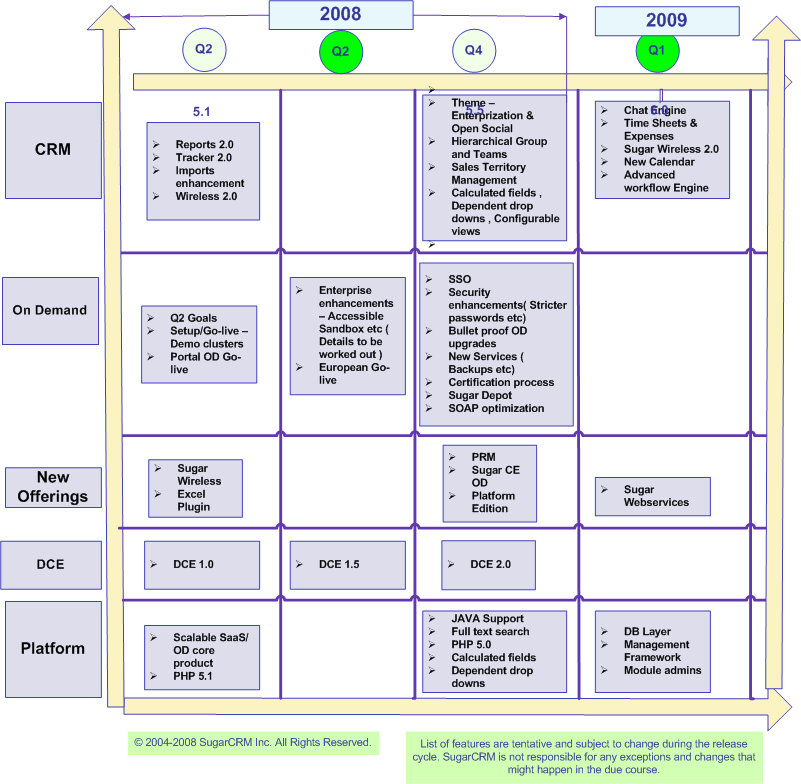 2008
2009
Q2
Q2
Q4
Q1
5.1
5.5
CRM
Reports 2.0
Tracker 2.0
Imports
enhancement
Wireless 2.0
Theme –
Enterprization &
Open Social
Hierarchical Group
and Teams
Sales Territory
Management
Calculated fields ,
Dependent drop
downs , Configurable
views
Chat Engine
Time Sheets &
Expenses
Sugar Wireless 2.0
New Calendar
Advanced
workflow Engine
On Demand
Q2 Goals
Setup/Go-live –
Demo clusters
Portal OD Go-
live
Enterprise
enhancements
– Accessible
Sandbox etc (
Details to be
worked out )
European Go-
live
SSO
Security
enhancements( Stricter
passwords etc)
Bullet proof OD
upgrades
New Services (
Backups etc)
Certification process
Sugar Depot
SOAP optimization
New
Offerings
Sugar
Wireless
Excel
Plugin
PRM
Sugar CE
OD
Platform
Edition
Sugar
Webservices
DCE
DCE 1.0
DCE 1.5
DCE 2.0
Platform
Scalable SaaS/
OD core
product
PHP 5.1
JAVA Support
Full text search
PHP 5.0
Calculated fields
Dependent drop
downs
DB Layer
Management
Framework
Module admins
© 2004-2008 SugarCRM Inc. All Rights Reserved.
List of features are tentative and subject to change during the release
cycle. SugarCRM is not responsible for any exceptions and changes that
might happen in the due course.